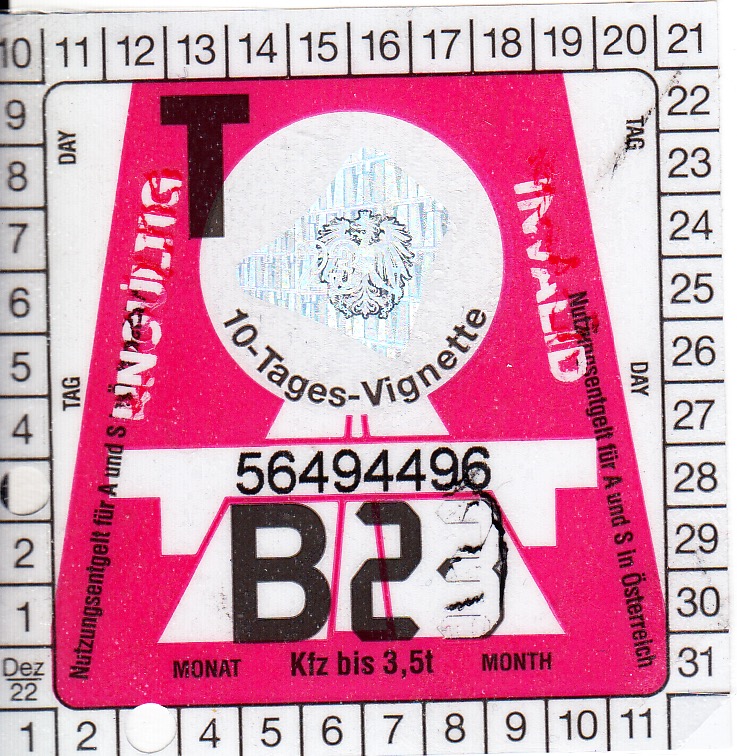 10 11 12 13 14 15 16 17 18 19 20 21
9 22
8 23
7 24
6 25
5 26
4 27
28
2 29
1 30
Dez 31
22
1 2 4 5 6 7 8 9 10 11
DAY
TAG
T
UNGÜLTIG
INVALID
10-Tages-Vignette
TAG
DAY
Nutzungsentgelt für A und S
Nutzungsentgelt für A und S in Österreich
56494496
B2
MONAT Kfz bis 3,5t MONTH